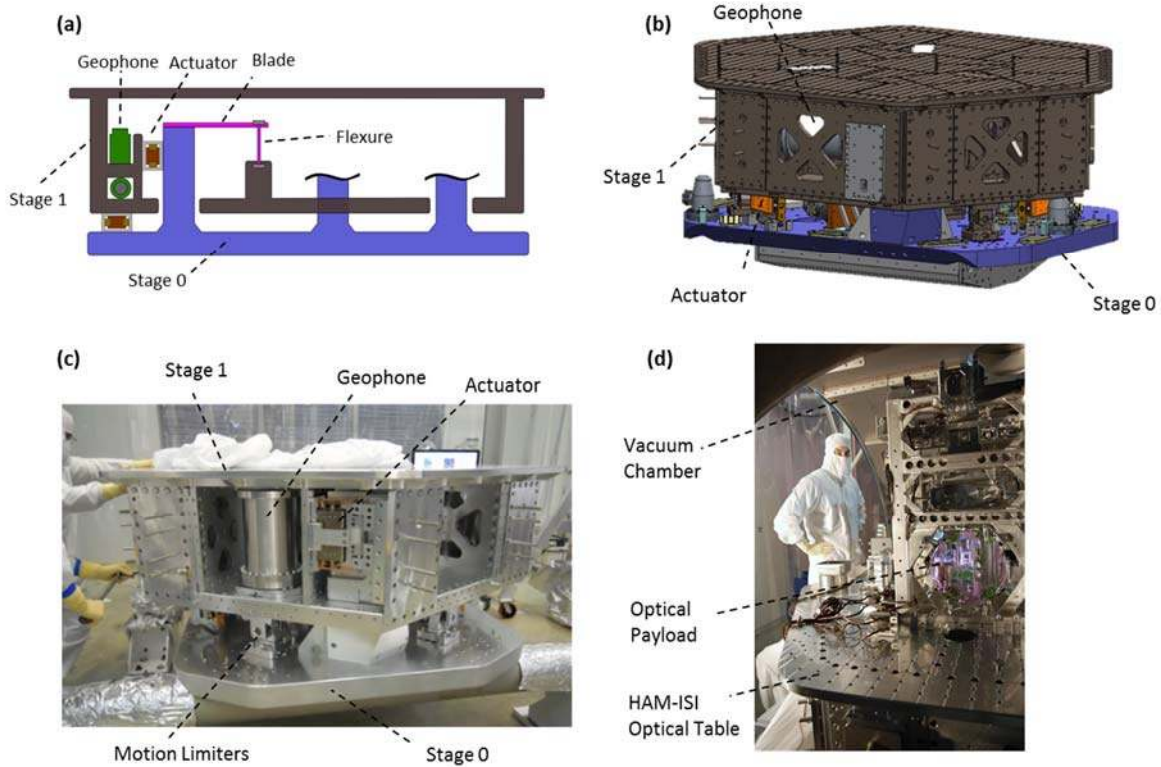 (a)
Geophone
Actuator
Blade
Flexure
Stage 1
Stage 0
(b)
Geophone
Stage 1
Actuator
Stage 0
(c)
Stage 1
Geophone
Actuator
Motion Limiters
Stage 0
(d)
Vacuum
Chamber
Optical
Payload
HAM-ISI
Optical Table